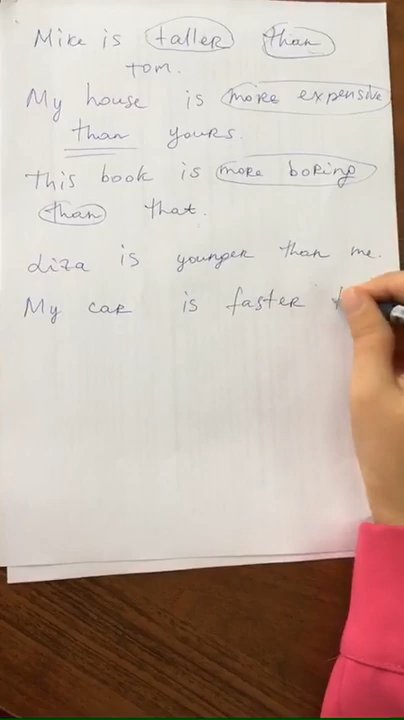 Mike is taller than
Tom.
My house is more expensive
than yours.
This book is more boring
than that.
Liza is younger than me.
My car is faster t